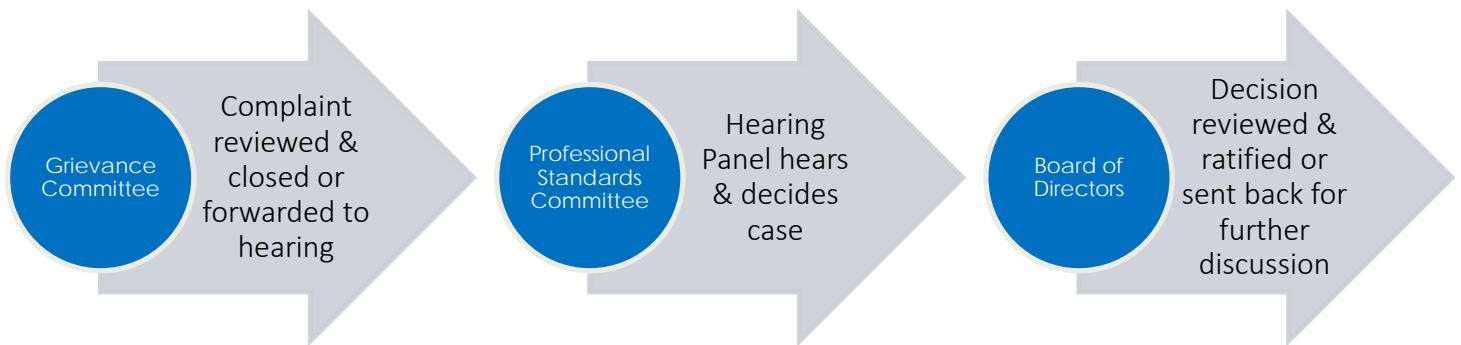 Grievance
Committee
Complaint
reviewed &
closed or
forwarded to
hearing
Professional
Standards
Committee
Hearing
Panel hears
& decides
case
Board of
Directors
Decision
reviewed &
ratified or
sent back for
further
discussion